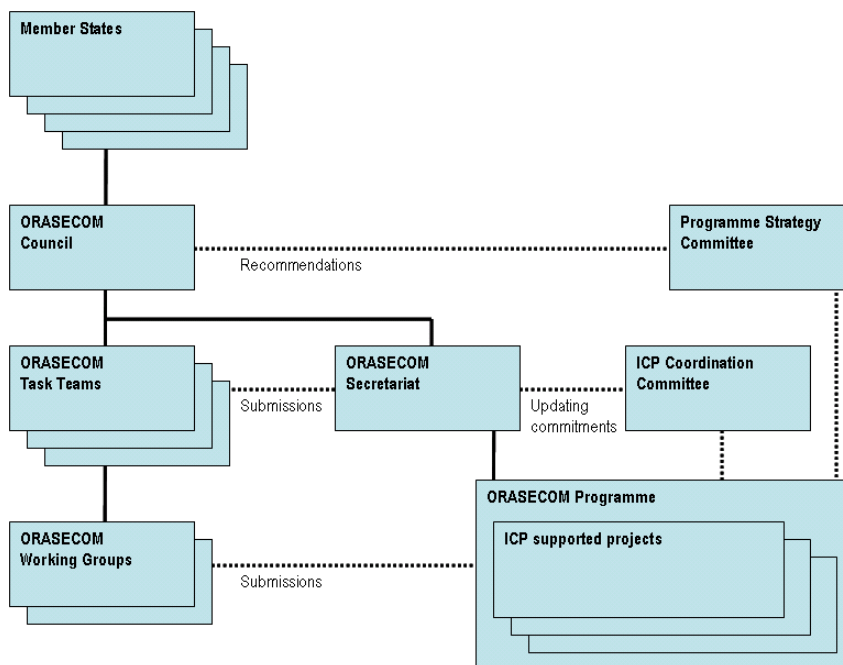 Member States
ORASECOM
Council
Programme Strategy
Committee
Recommendations
ORASECOM
Task Teams
ORASECOM
Secretariat
ICP Coordination
Committee
Submissions
Updating
commitments
ORASECOM Programme
ORASECOM
Working Groups
ICP supported projects
Submissions